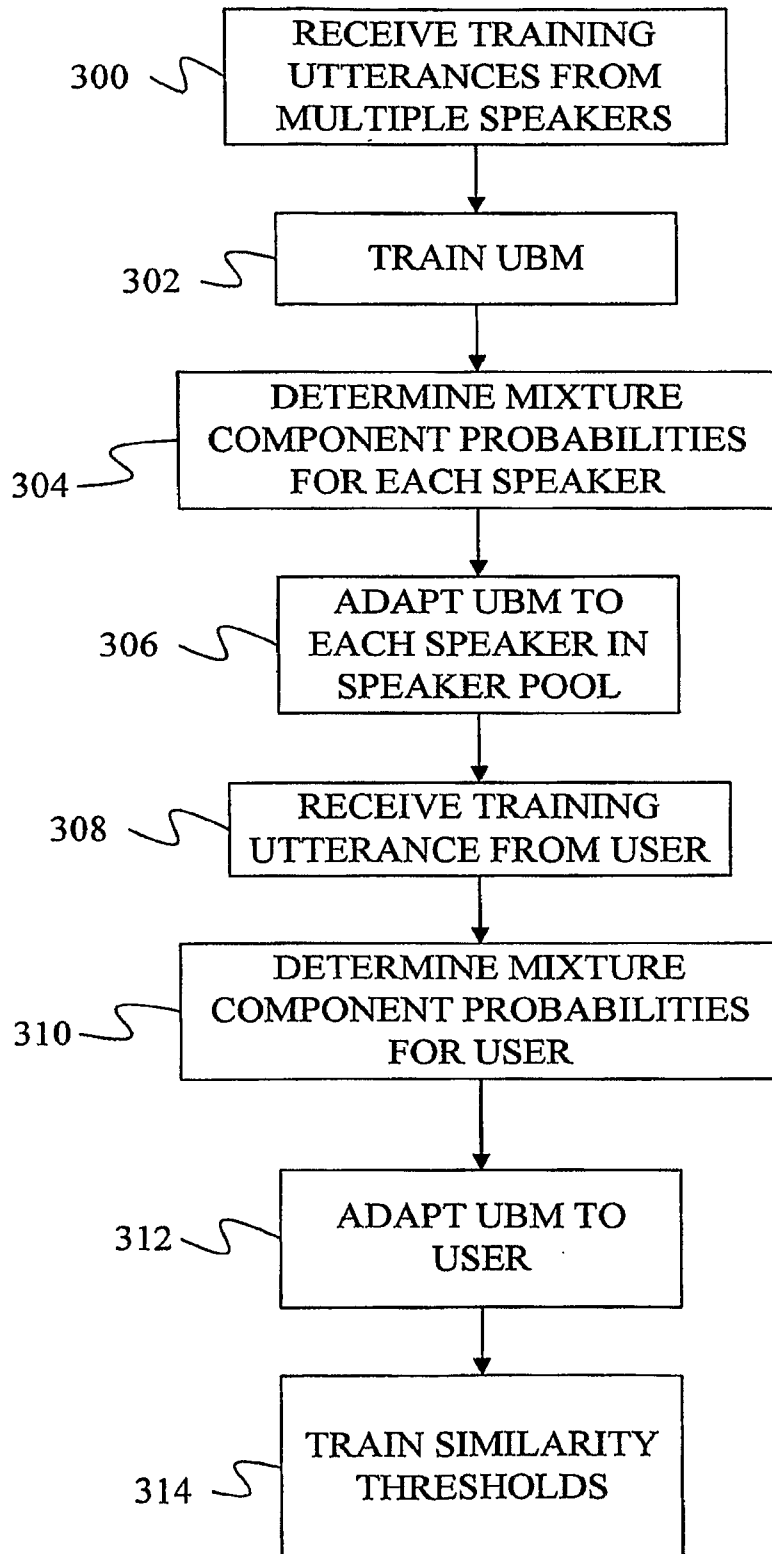 RECEIVE TRAINING
UTTERANCES FROM
MULTIPLE SPEAKERS
300
TRAIN UBM
302
DETERMINE MIXTURE
COMPONENT PROBABILITIES
FOR EACH SPEAKER
304
ADAPT UBM TO
EACH SPEAKER IN
SPEAKER POOL
306
RECEIVE TRAINING
UTTERANCE FROM USER
308
DETERMINE MIXTURE
COMPONENT PROBABILITIES
FOR USER
310
ADAPT UBM TO
USER
312
TRAIN SIMILARITY
THRESHOLDS
314